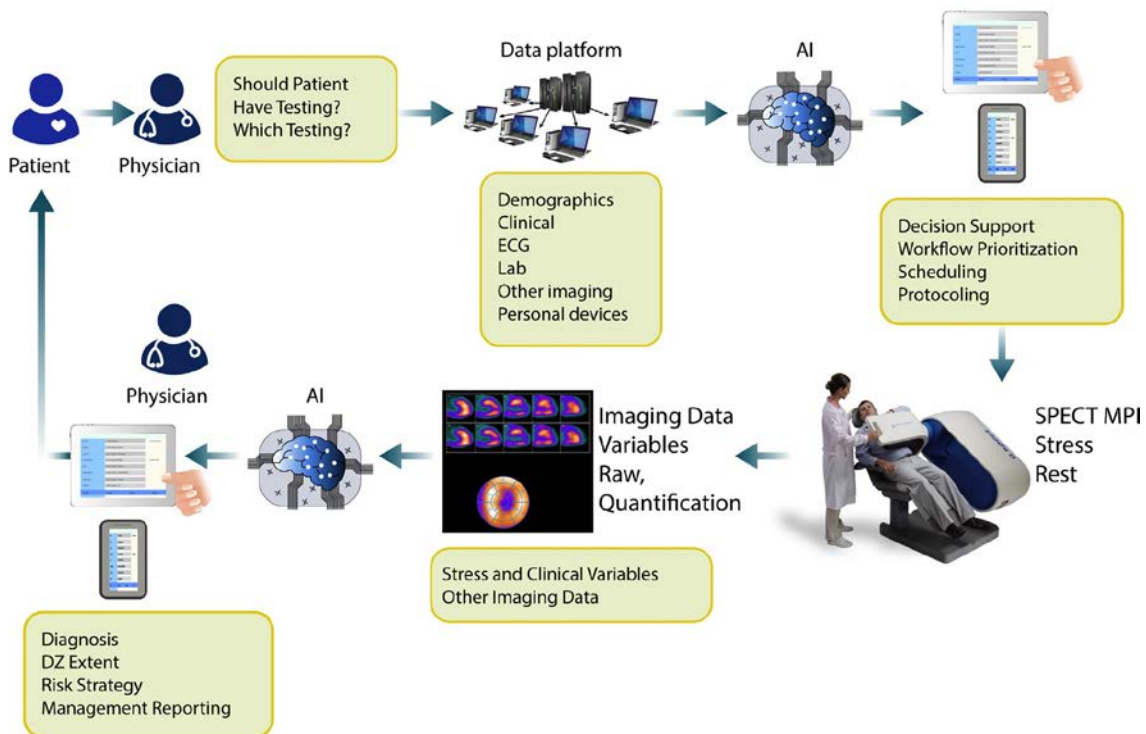 Data platform
AI
Should Patient
Have Testing?
Which Testing?
Patient
Physician
Demographics
Clinical
ECG
Lab
Other imaging
Personal devices
Decision Support
Workflow Prioritization
Scheduling
Protocoling
SPECT MPI
Stress
Rest
Imaging Data
Variables
Raw,
Quantification
Stress and Clinical Variables
Other Imaging Data
AI
Physician
Diagnosis
DZ Extent
Risk Strategy
Management Reporting